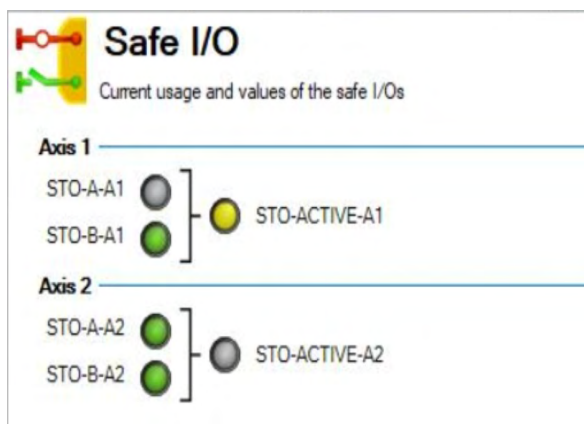 Safe I/O
Current usage and values of the safe I/Os
Axis 1
STO-A-A1
STO-B-A1
STO-ACTIVE-A1
Axis 2
STO-A-A2
STO-B-A2
STO-ACTIVE-A2